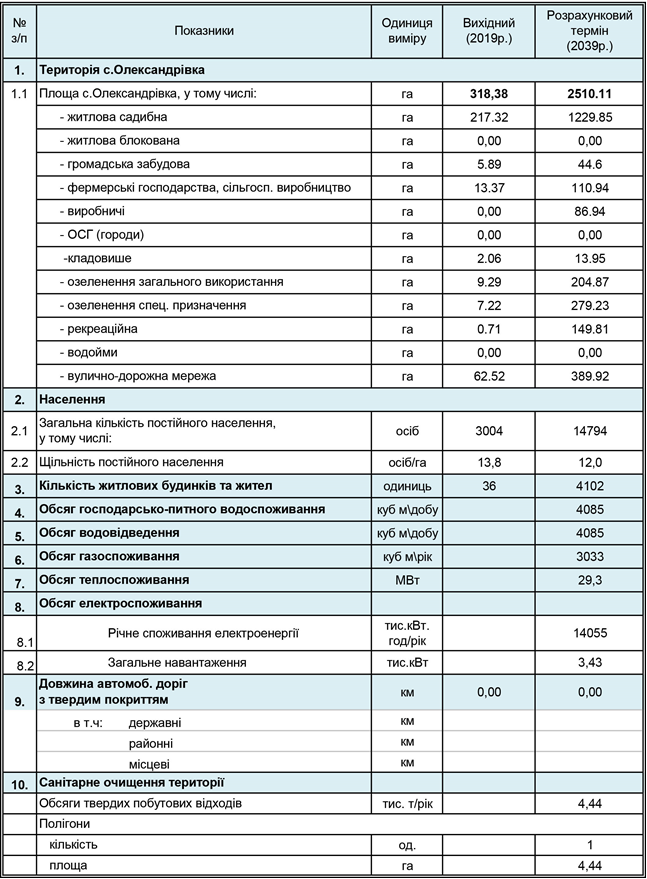 № з/п Показники Одиниця виміру Вихідний (2019р.) Розрахунковий термін (2039р.)
1. Територія с.Олександрівка
1.1 Площа с.Олександрівка, у тому числі: га 318,38 2510.11
- житлова садибна га 217.32 1229.85
- житлова блокована га 0,00 0,00
- громадська забудова га 5.89 44.6
- фермерські господарства, сільгосп. виробництво га 13.37 110.94
- виробничі га 0,00 86.94
- ОСГ (городи) га 0,00 0,00
-кладовише га 2.06 13.95
- озеленення загального використання га 9.29 204.87
- озеленення спец. призначення га 7.22 279.23
- рекреаційна га 0.71 149.81
- водойми га 0,00 0,00
- вулично-дорожна мережа га 62.52 389.92
2. Населення
2.1 Загальна кількість постійного населення, у тому числі: осіб 3004 14794
2.2 Щільність постійного населення осіб/га 13,8 12,0
3. Кількість житлових будинків та жител одиниць 36 4102
4. Обсяг господарсько-питного водоспоживання куб м\добу 4085
5. Обсяг водовідведення куб м\добу 4085
6. Обсяг газоспоживання куб м\рік 3033
7. Обсяг теплоспоживання МВт 29,3
8. Обсяг електроспоживання
8.1 Річне споживання електроенергії тис.кВт. год/рік 14055
8.2 Загальне навантаження тис.кВт 3,43
9. Довжина автомоб. доріг з твердим покриттям км 0,00 0,00
в т.ч: державні км
районні км
місцеві км
10. Санітарне очищення території
Обсяги твердих побутових відходів тис. т/рік 4,44
Полігони
кількість од. 1
площа га 4,44